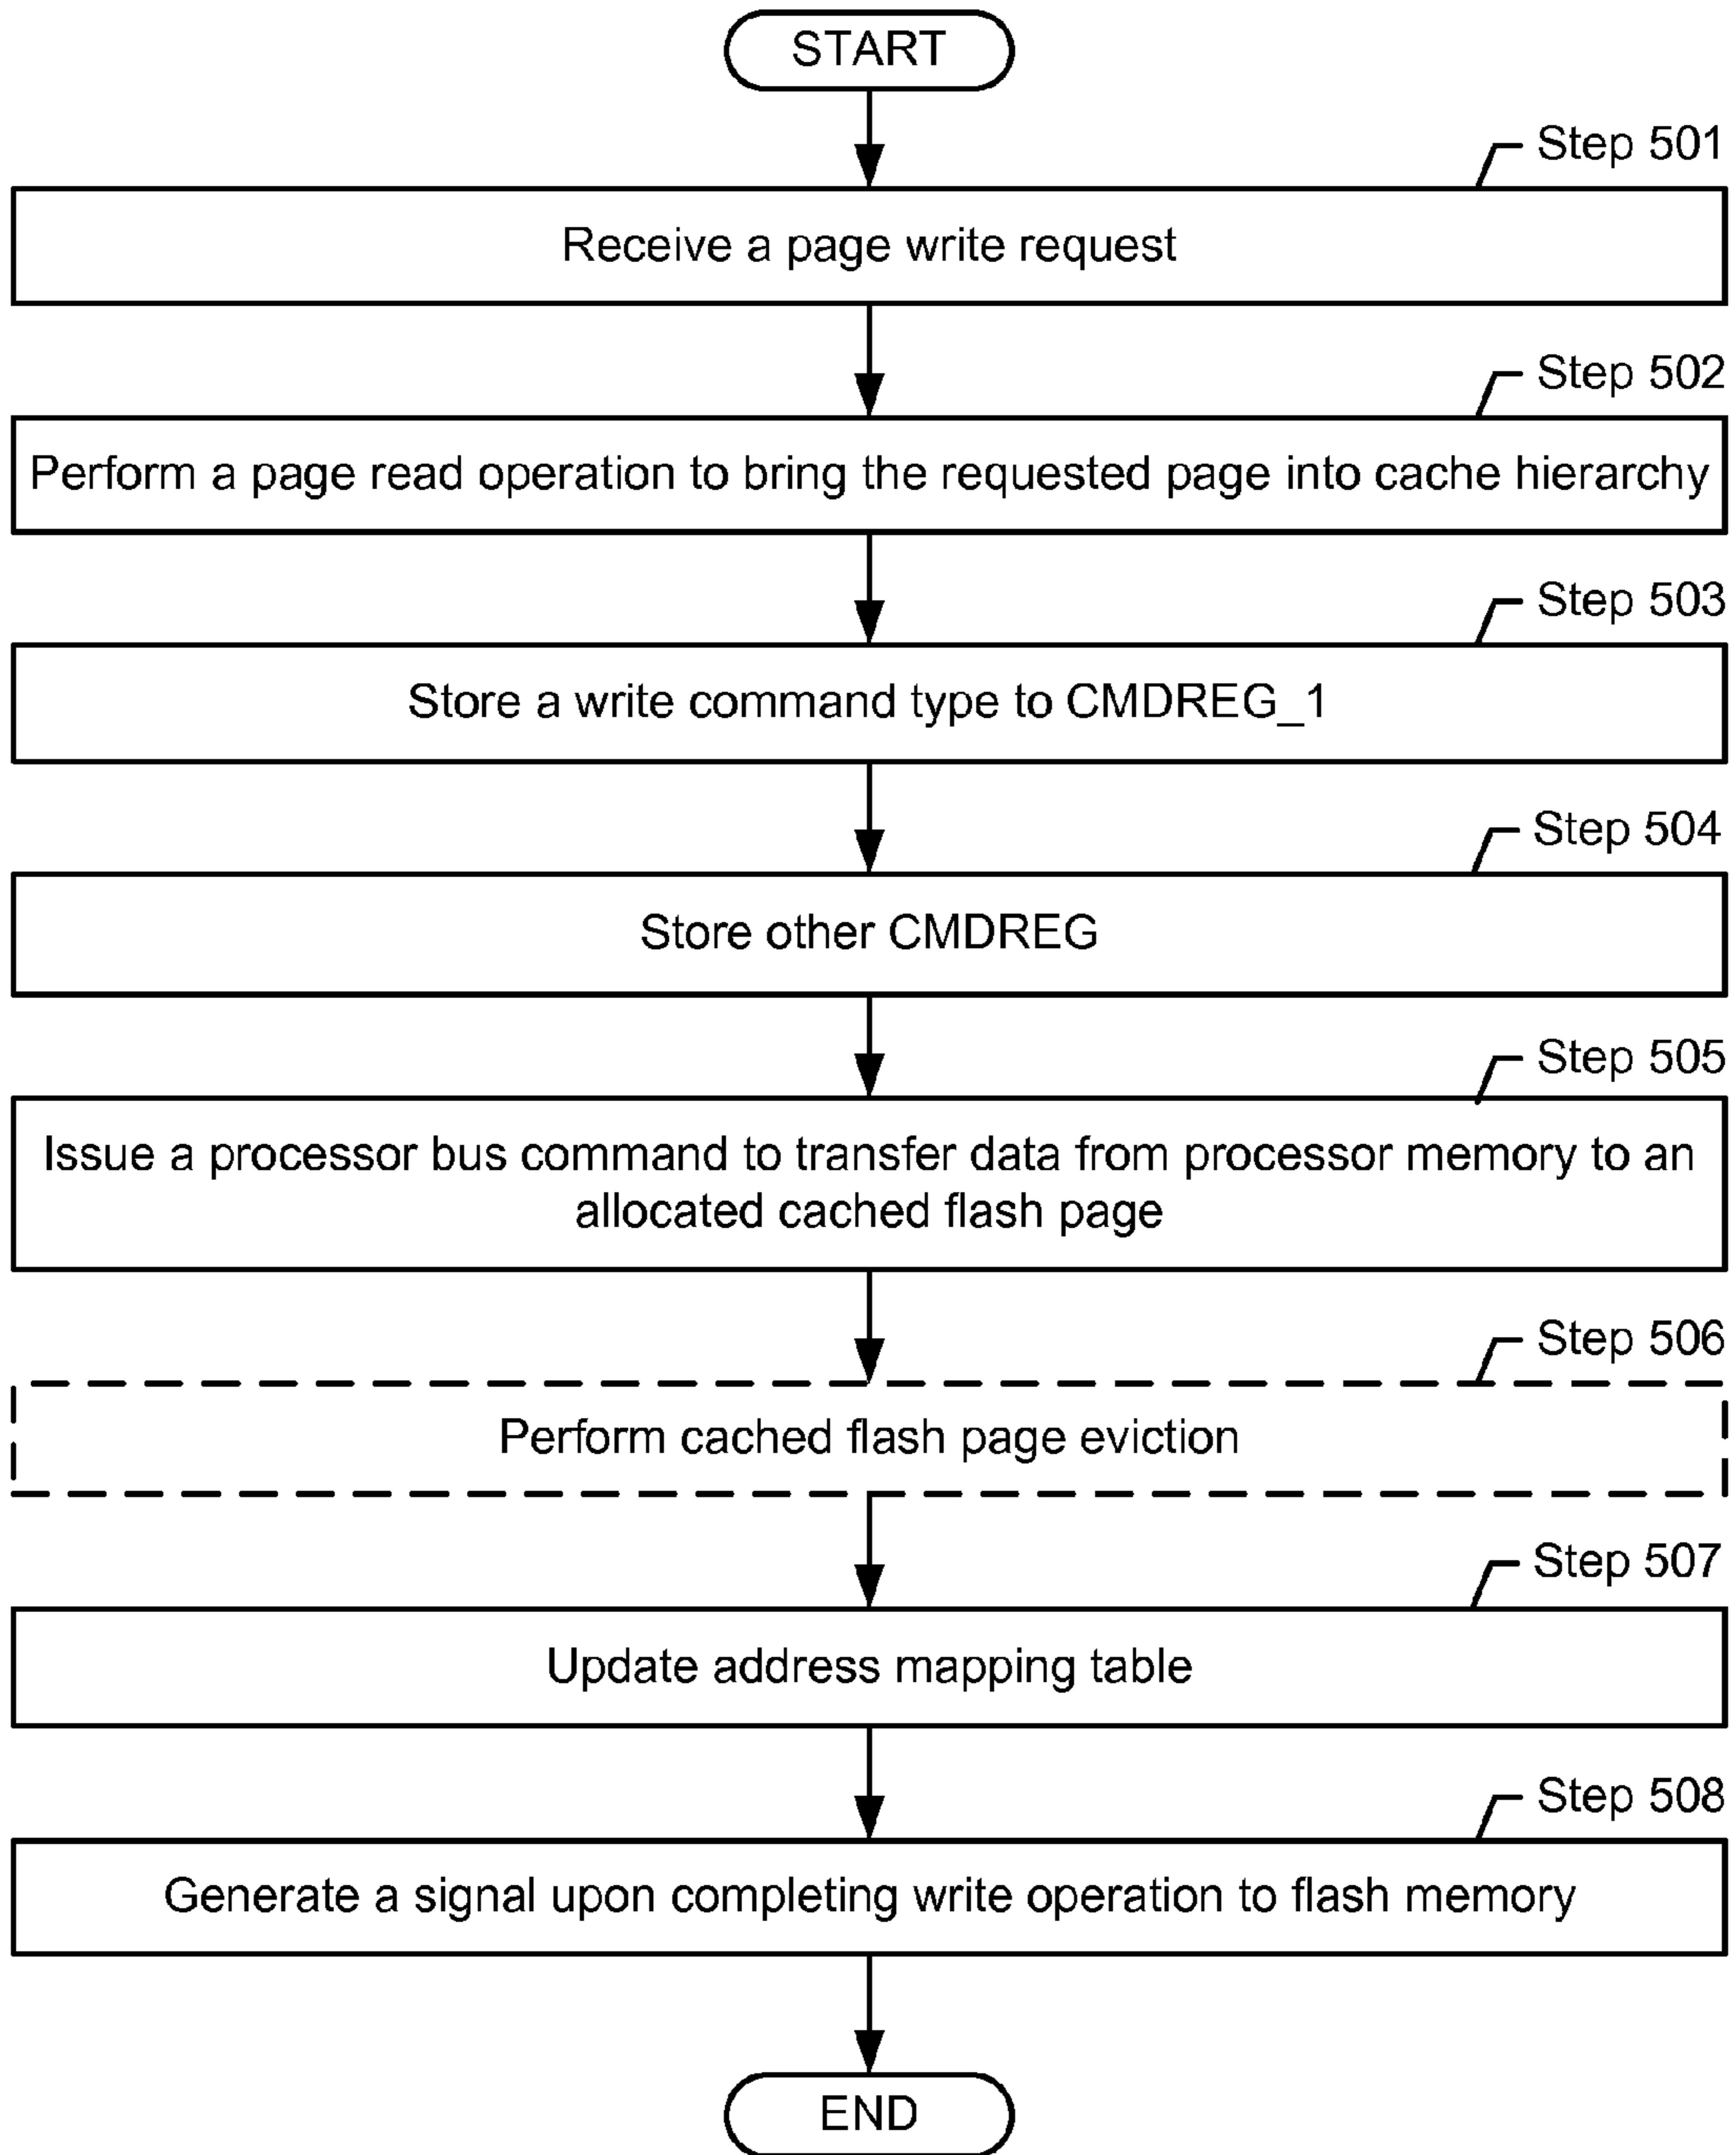 START
Step 501
Receive a page write request
Step 502
Perform a page read operation to bring the requested page into cache hierarchy
Step 503
Store a write command type to CMDREG_1
Step 504
Store other CMDREG
Step 505
Issue a processor bus command to transfer data from processor memory to an
allocated cached flash page
Step 506
Perform cached flash page eviction
Step 507
Update address mapping table
Step 508
Generate a signal upon completing write operation to flash memory
END